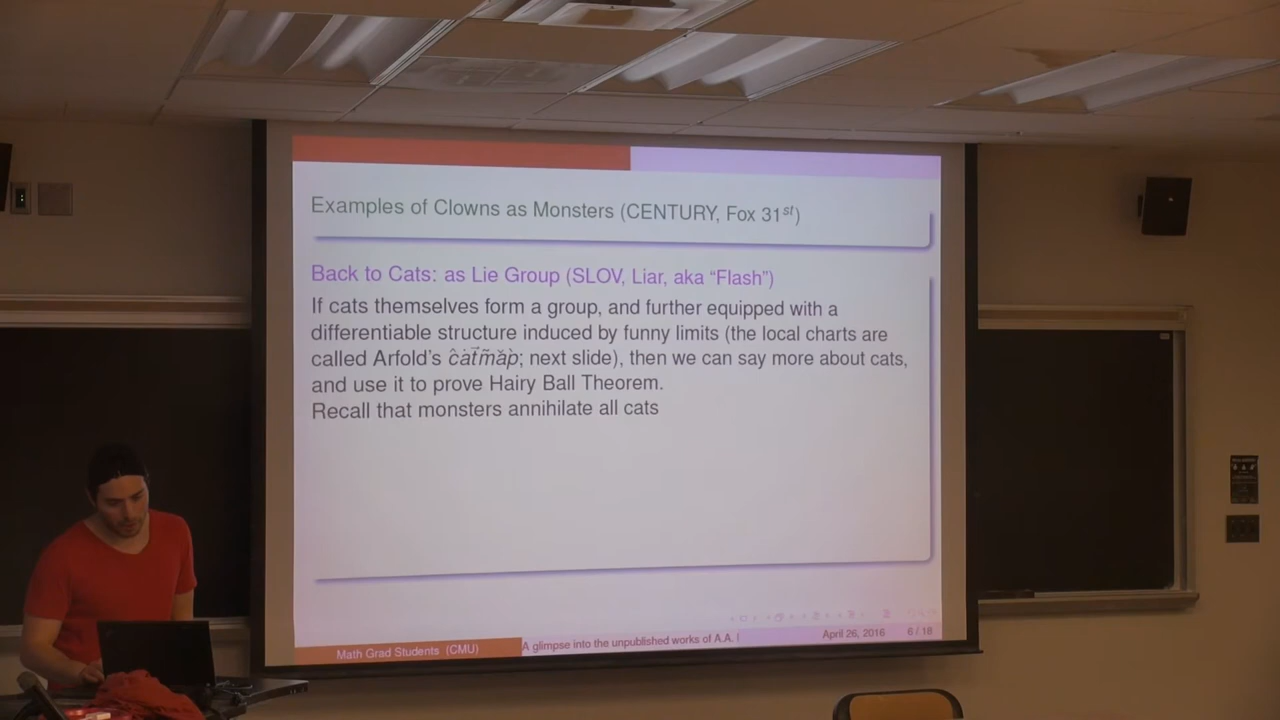 Examples of Clowns as Monsters (CENTURY, Fox 31st)
Back to Cats: as Lie Group (SLOV, Liar, aka “Flash”)
If cats themselves form a group, and further equipped with a
differentiable structure induced by funny limits (the local charts are
called Arfold's ĉȧt⃗m̃ǎp̀; next slide), then we can say more about cats,
and use it to prove Hairy Ball Theorem.
Recall that monsters annihilate all cats
Math Grad Students (CMU)
A glimpse into the unpublished works of A.A. |
April 26, 2016
6 / 18